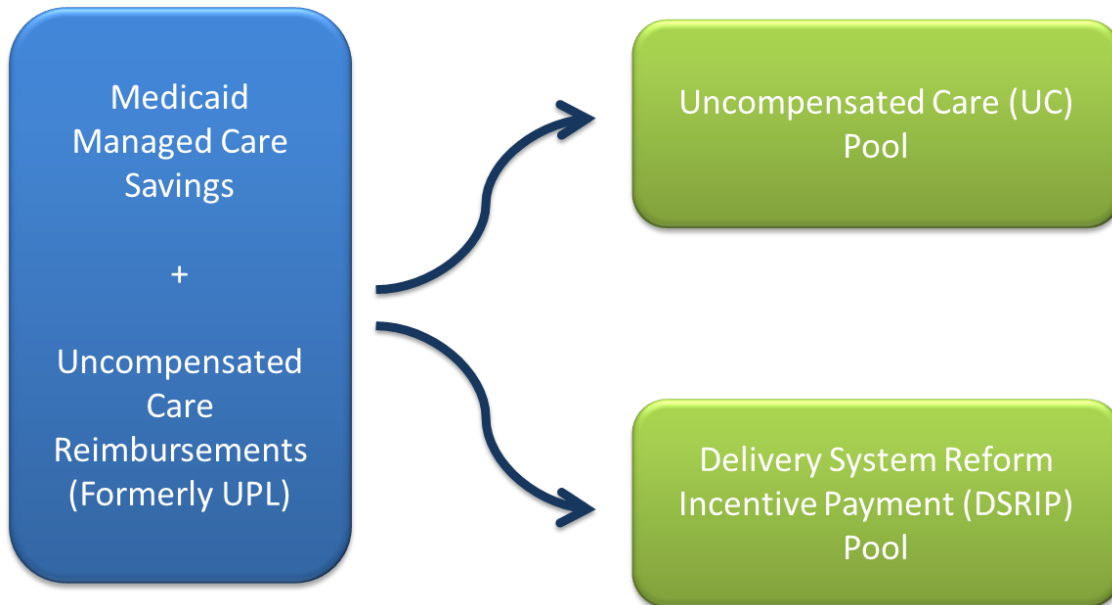 Medicaid
Managed Care
Savings
+
Uncompensated
Care
Reimbursements
(Formerly UPL)
Uncompensated Care (UC)
Pool
Delivery System Reform
Incentive Payment (DSRIP)
Pool